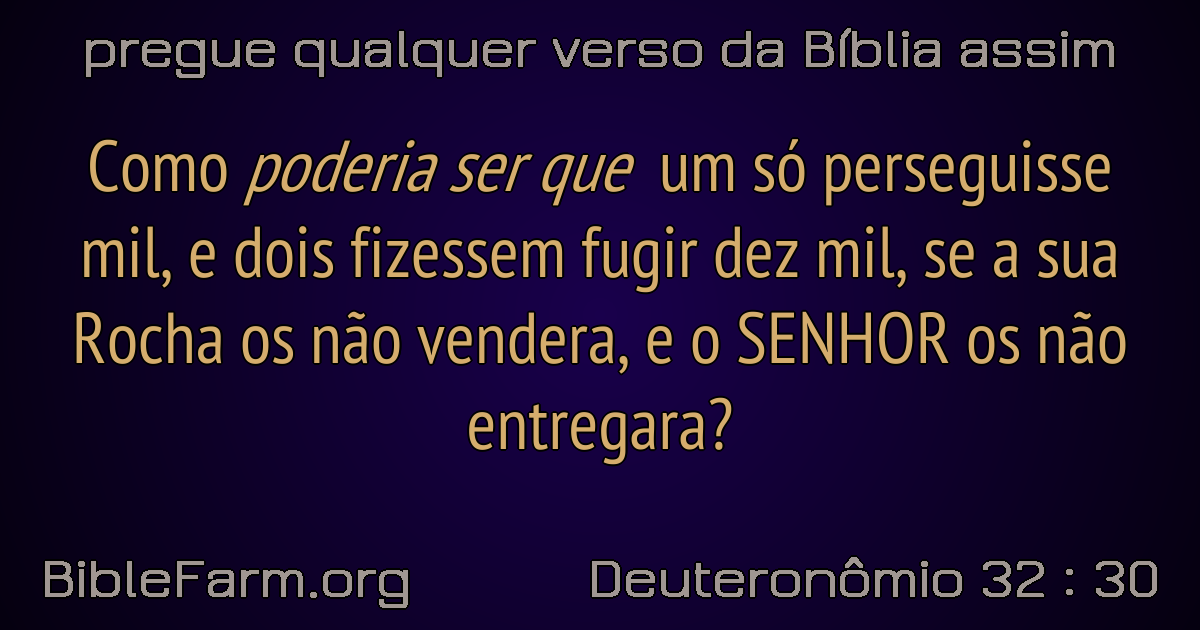 pregue qualquer verso da Bíblia assim
Como poderia ser que um só perseguisse
mil, e dois fizessem fugir dez mil, se a sua
Rocha os não vendera, e o SENHOR os não
entregara?
BibleFarm.org
Deuteronômio 32 : 30